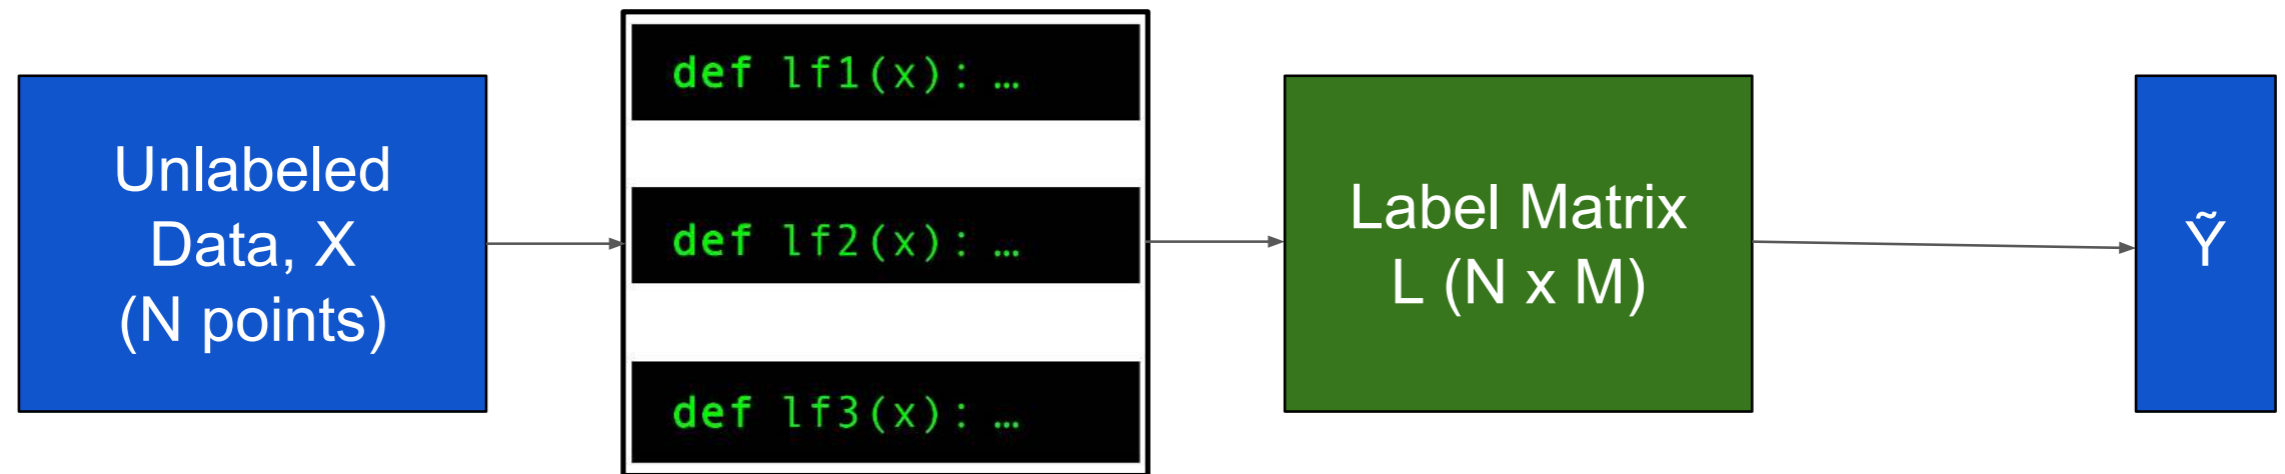 Unlabeled
Data, X
(N points)
def lf1(x): …
def lf2(x): …
def lf3(x): …
Label Matrix
L (N x M)
Ỹ